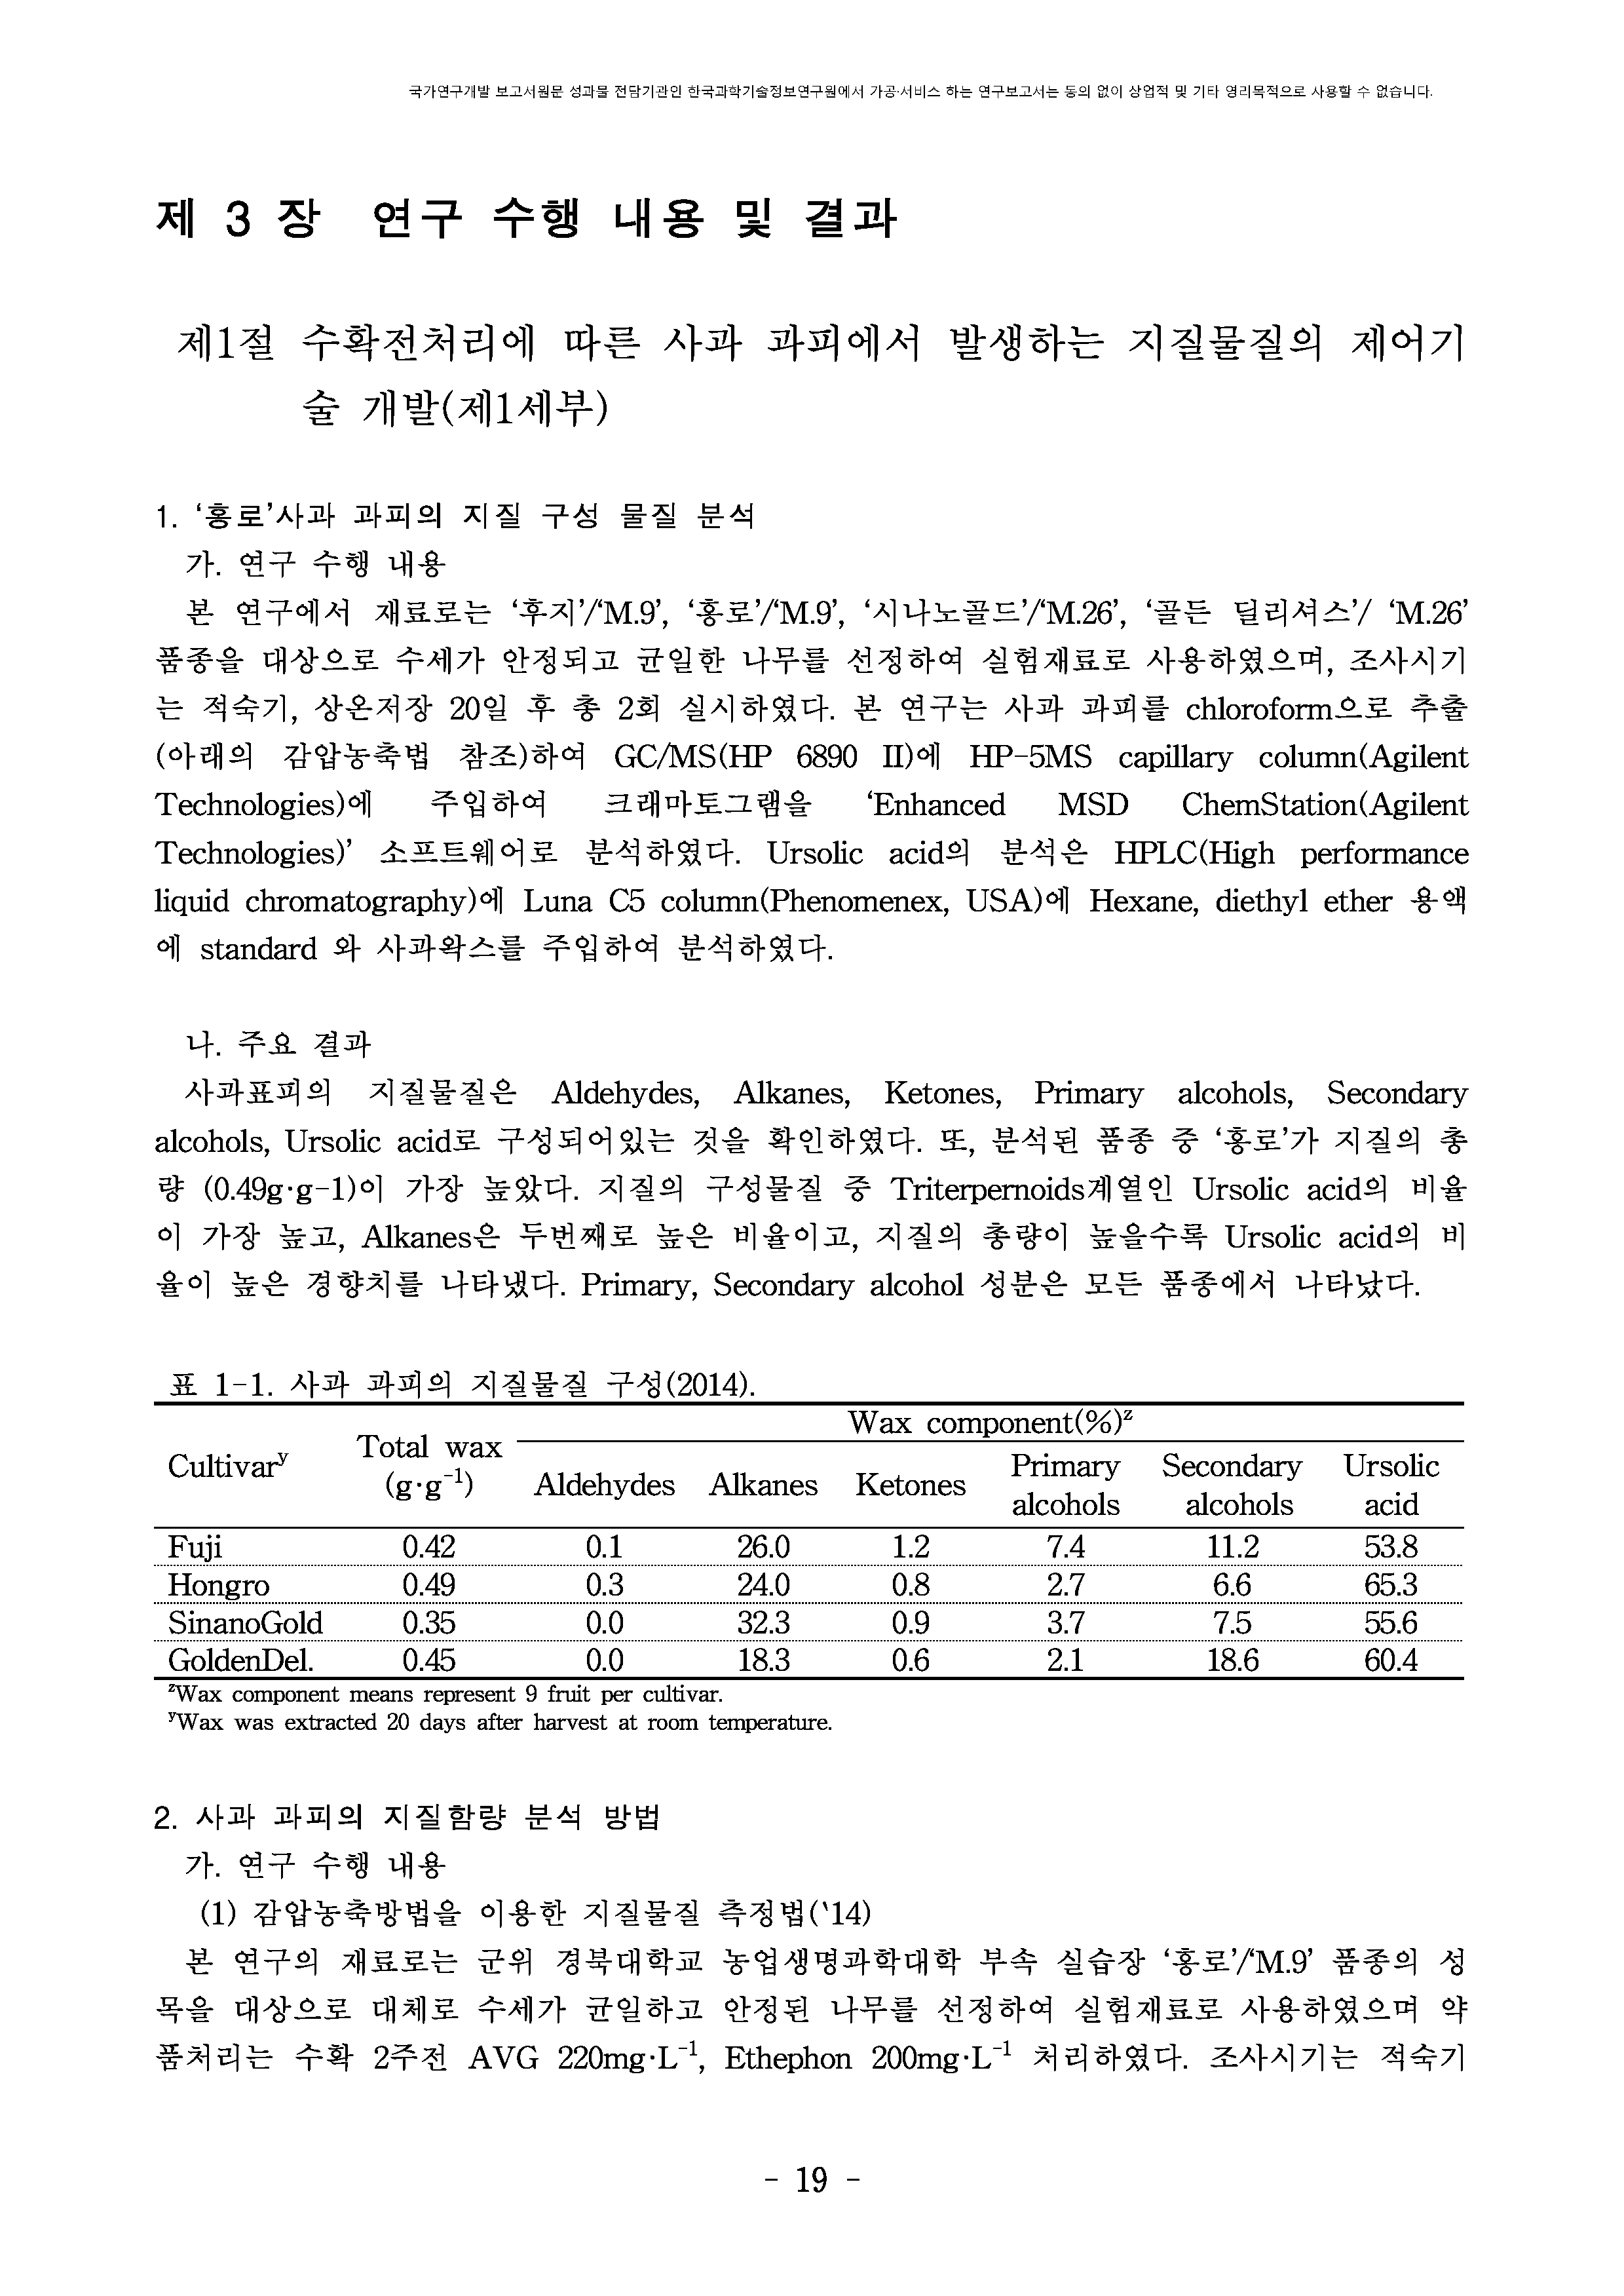 국가연구개발 보고서원문 성과물 전담기관인 한국과학기술정보연구원에서 가공·서비스 하는 연구보고서는 동의 없이 상업적 및 기타 영리목적으로 사용할 수 없습니다.
제 3 장 연구 수행 내용 및 결과
제1절 수확전처리에 따른 사과 과피에서 발생하는 지질물질의 제어기
술 개발(제1세부)
1. ‘홍로’사과 과피의 지질 구성 물질 분석
가. 연구 수행 내용
본 연구에서 재료로는 ‘후지’/‘M.9’, ‘홍로’/‘M.9’, ‘시나노골드’/‘M.26’, ‘골든 딜리셔스’/ ‘M.26’
품종을 대상으로 수세가 안정되고 균일한 나무를 선정하여 실험재료로 사용하였으며, 조사시기
는 적숙기, 상온저장 20일 후 총 2회 실시하였다. 본 연구는 사과 과피를 chloroform으로 추출
(아래의 감압농축법 참조)하여 GC/MS(HP 6890 II)에 HP-5MS capillary column(Agilent
Technologies)에 주입하여 크래마토그램을 ‘Enhanced MSD ChemStation(Agilent
Technologies)’ 소프트웨어로 분석하였다. Ursolic acid의 분석은 HPLC(High performance
liquid chromatography)에 Luna C5 column(Phenomenex, USA)에 Hexane, diethyl ether 용액
에 standard 와 사과왁스를 주입하여 분석하였다.
나. 주요 결과
사과표피의 지질물질은 Aldehydes, Alkanes, Ketones, Primary alcohols, Secondary
alcohols, Ursolic acid로 구성되어있는 것을 확인하였다. 또, 분석된 품종 중 ‘홍로’가 지질의 총
량 (0.49g·g-1)이 가장 높았다. 지질의 구성물질 중 Triterpernoids계열인 Ursolic acid의 비율
이 가장 높고, Alkanes은 두번째로 높은 비율이고, 지질의 총량이 높을수록 Ursolic acid의 비
율이 높은 경향치를 나타냈다. Primary, Secondary alcohol 성분은 모든 품종에서 나타났다.
표 1-1. 사과 과피의 지질물질 구성(2014).
Wax component(%)ᶻ
Cultivarʸ Total wax (g·g⁻¹) Aldehydes Alkanes Ketones Primary alcohols Secondary alcohols Ursolic acid
Fuji 0.42 0.1 26.0 1.2 7.4 11.2 53.8
Hongro 0.49 0.3 24.0 0.8 2.7 6.6 65.3
SinanoGold 0.35 0.0 32.3 0.9 3.7 7.5 55.6
GoldenDel. 0.45 0.0 18.3 0.6 2.1 18.6 60.4
ᶻWax component means represent 9 fruit per cultivar.
ʸWax was extracted 20 days after harvest at room temperature.
2. 사과 과피의 지질함량 분석 방법
가. 연구 수행 내용
(1) 감압농축방법을 이용한 지질물질 측정법(‘14)
본 연구의 재료로는 군위 경북대학교 농업생명과학대학 부속 실습장 ‘홍로’/‘M.9’ 품종의 성
목을 대상으로 대체로 수세가 균일하고 안정된 나무를 선정하여 실험재료로 사용하였으며 약
품처리는 수확 2주전 AVG 220mg·L⁻¹, Ethephon 200mg·L⁻¹ 처리하였다. 조사시기는 적숙기
- 19 -